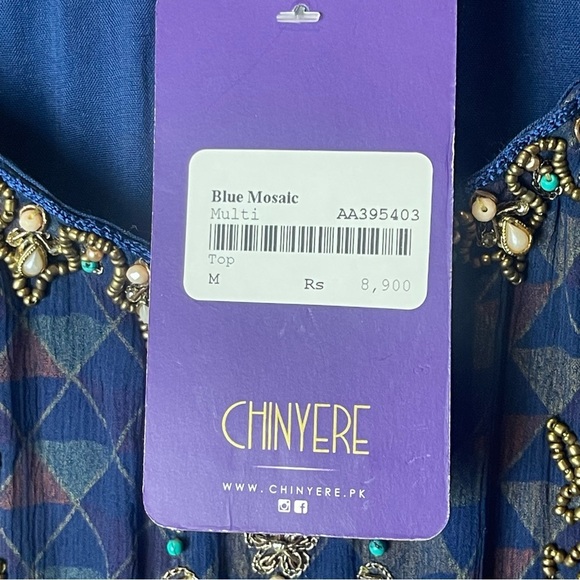 Blue Mosaic
Multi AA395403
Top
M Rs 8,900
CHINYERE
WWW.CHINYERE.PK